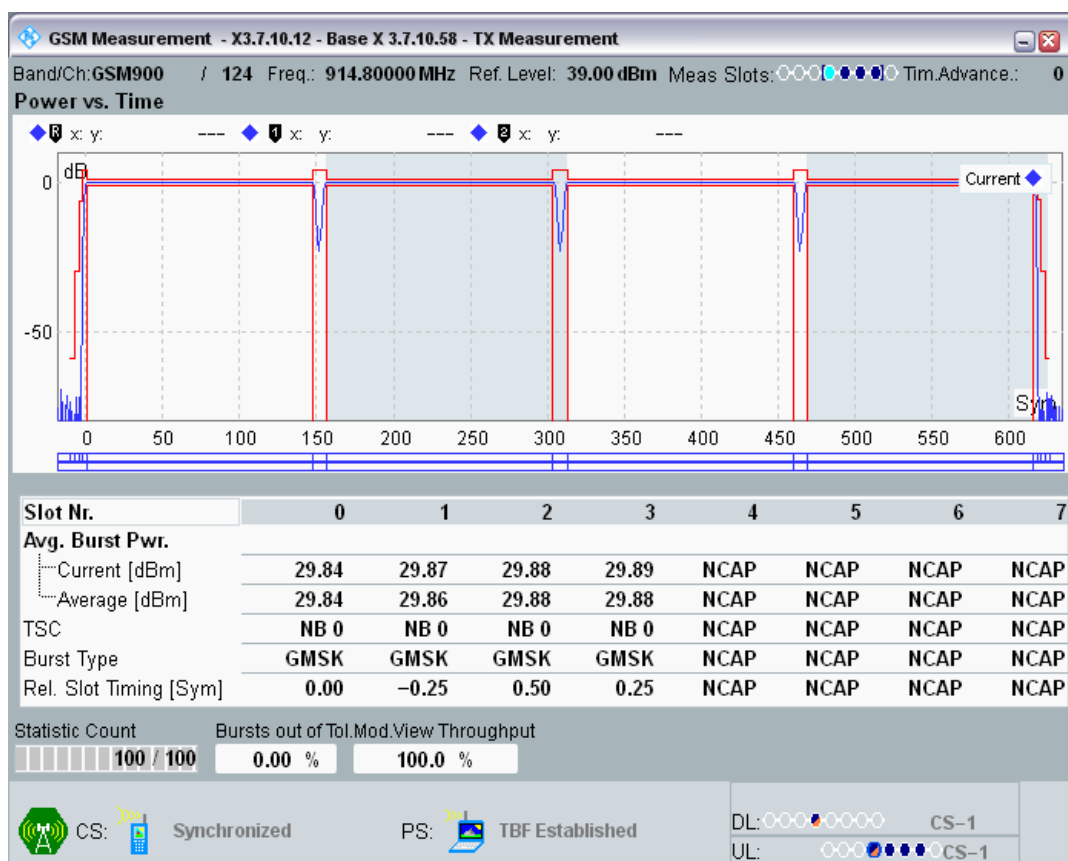 GSM Measurement - X3.7.10.12 - Base X 3.7.10.58 - TX Measurement
Band/Ch:GSM900 / 124 Freq.: 914.80000 MHz Ref. Level: 39.00 dBm Meas Slots: Tim.Advance.: 0
Power vs. Time
R x: y: --- 1 x: y: --- 2 x: y: ---
dB
0
Current
-50
Sym
0 50 100 150 200 250 300 350 400 450 500 550 600
Slot Nr. 0 1 2 3 4 5 6 7
Avg. Burst Pwr.
Current [dBm] 29.84 29.87 29.88 29.89 NCAP NCAP NCAP NCAP
Average [dBm] 29.84 29.86 29.88 29.88 NCAP NCAP NCAP NCAP
TSC NB 0 NB 0 NB 0 NB 0 NCAP NCAP NCAP NCAP
Burst Type GMSK GMSK GMSK GMSK NCAP NCAP NCAP NCAP
Rel. Slot Timing [Sym] 0.00 −0.25 0.50 0.25 NCAP NCAP NCAP NCAP
Statistic Count Bursts out of Tol. Mod.View Throughput
100 / 100 0.00 % 100.0 %
CS: Synchronized PS: TBF Established
DL: CS−1
UL: CS−1